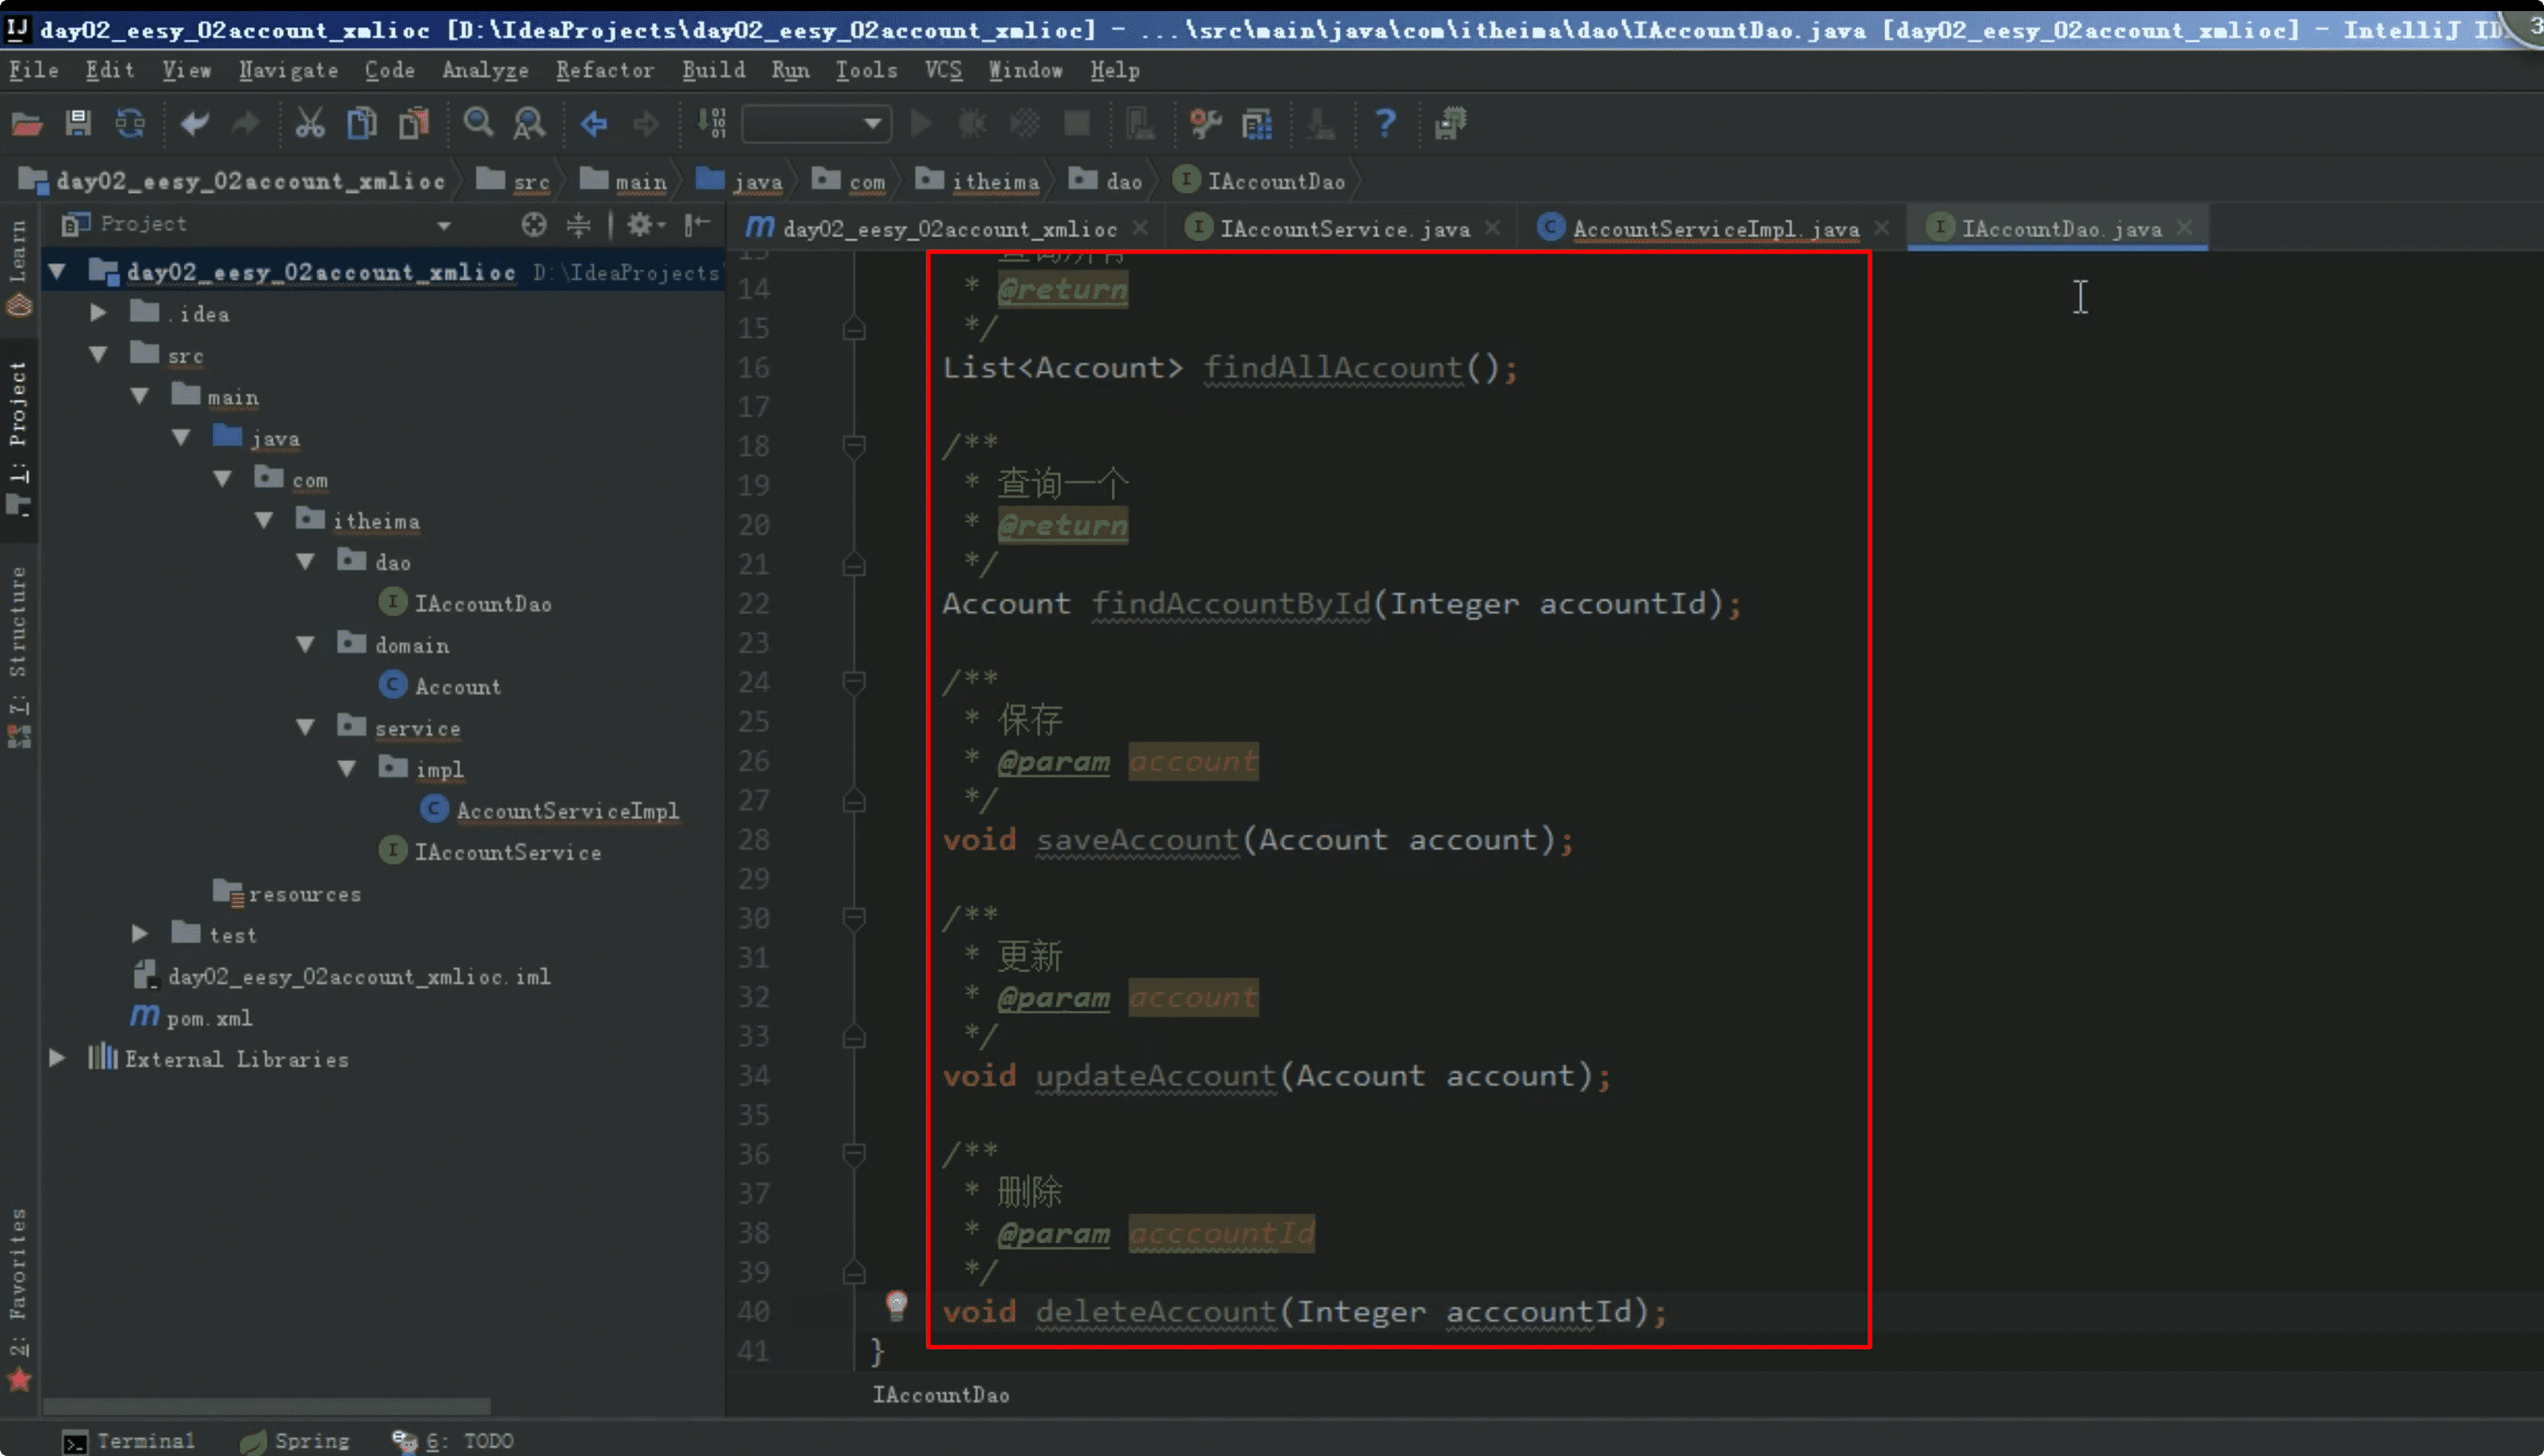 day02_eesy_02account_xmlioc [D:\IdeaProjects\day02_eesy_02account_xmlioc] - ...\src\main\java\com\itheima\dao\IAccountDao.java [day02_eesy_02account_xmlioc] - IntelliJ ID
3
File Edit View Navigate Code Analyze Refactor Build Run Tools VCS Window Help
day02_eesy_02account_xmlioc src main java com itheima dao IAccountDao
Project
day02_eesy_02account_xmlioc IAccountService.java AccountServiceImpl.java IAccountDao.java
Learn
1: Project
7: Structure
2: Favorites
day02_eesy_02account_xmlioc D:\IdeaProjects
.idea
src
main
java
com
itheima
dao
IAccountDao
domain
Account
service
impl
AccountServiceImpl
IAccountService
resources
test
day02_eesy_02account_xmlioc.iml
pom.xml
External Libraries
14 * @return
15 */
16 List<Account> findAllAccount();
17
18 /**
19 * 查询一个
20 * @return
21 */
22 Account findAccountById(Integer accountId);
23
24 /**
25 * 保存
26 * @param account
27 */
28 void saveAccount(Account account);
29
30 /**
31 * 更新
32 * @param account
33 */
34 void updateAccount(Account account);
35
36 /**
37 * 删除
38 * @param acccountId
39 */
40 void deleteAccount(Integer acccountId);
41 }
IAccountDao
Terminal Spring 6: TODO